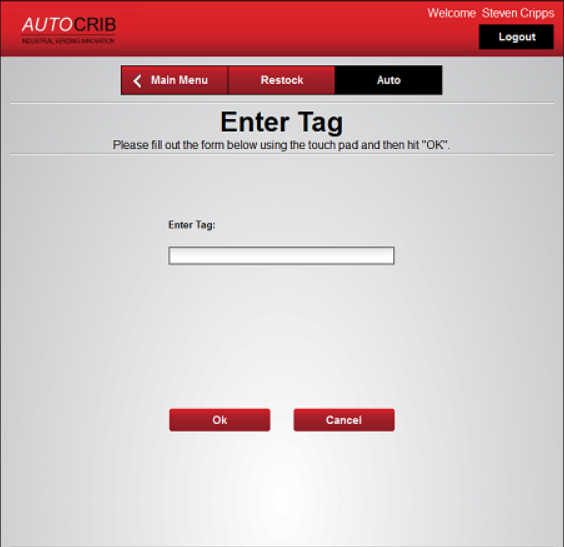 Welcome Steven Cripps
AUTOCRIB
INDUSTRIAL VENDING INNOVATION
Logout
Main Menu
Restock
Auto
Enter Tag
Please fill out the form below using the touch pad and then hit "OK".
Enter Tag:
Ok
Cancel